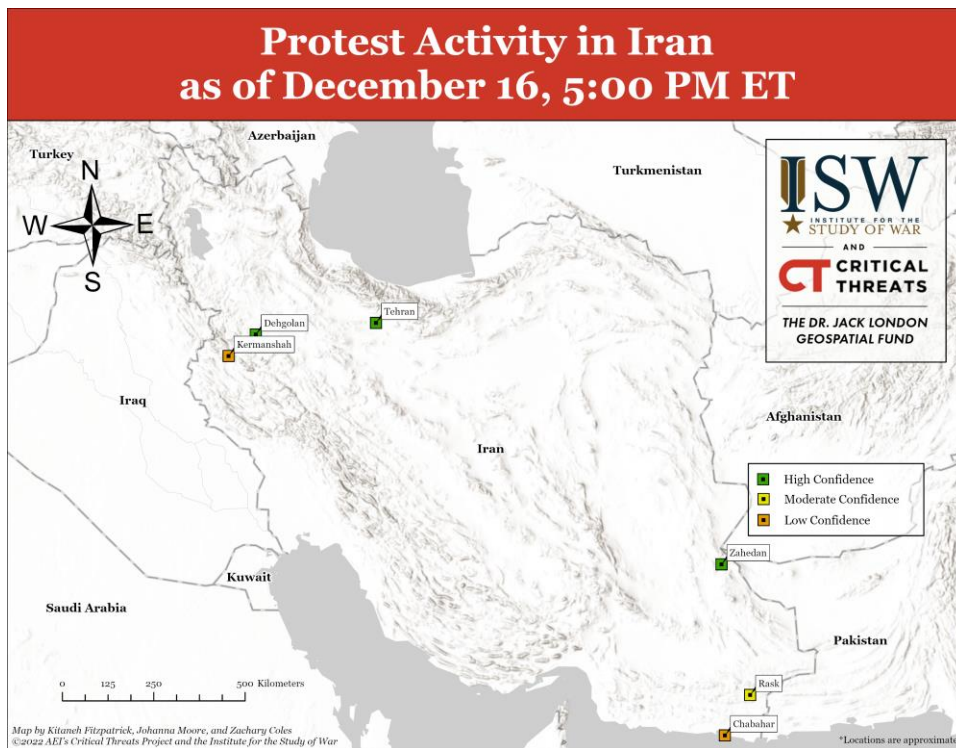 Protest Activity in Iran
as of December 16, 5:00 PM ET
Azerbaijan
Turkey
Turkmenistan
N
W
E
S
ISW
INSTITUTE FOR THE
STUDY OF WAR
AND
CT CRITICAL
THREATS
THE DR. JACK LONDON
GEOSPATIAL FUND
Tehran
Dehgolan
Kermanshah
Iraq
Afghanistan
Iran
High Confidence
Moderate Confidence
Low Confidence
Zahedan
Kuwait
Saudi Arabia
Pakistan
0 125 250 500 Kilometers
Rask
Chabahar
Map by Kitaneh Fitzpatrick, Johanna Moore, and Zachary Coles
©2022 AEI's Critical Threats Project and the Institute for the Study of War
*Locations are approximate